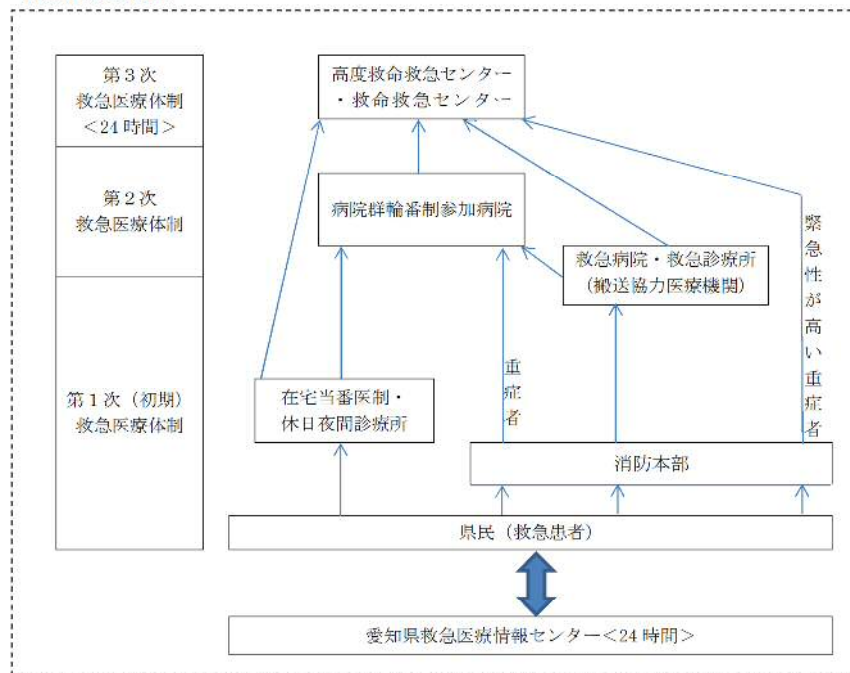 第３次
救急医療体制
＜24時間＞
高度救命救急センター
・救命救急センター
第２次
救急医療体制
病院群輪番制参加病院
救急病院・救急診療所
(搬送協力医療機関)
緊急性が高い重症者
重症者
第１次（初期）
救急医療体制
在宅当番医制・
休日夜間診療所
消防本部
県民（救急患者）
愛知県救急医療情報センター＜24時間＞